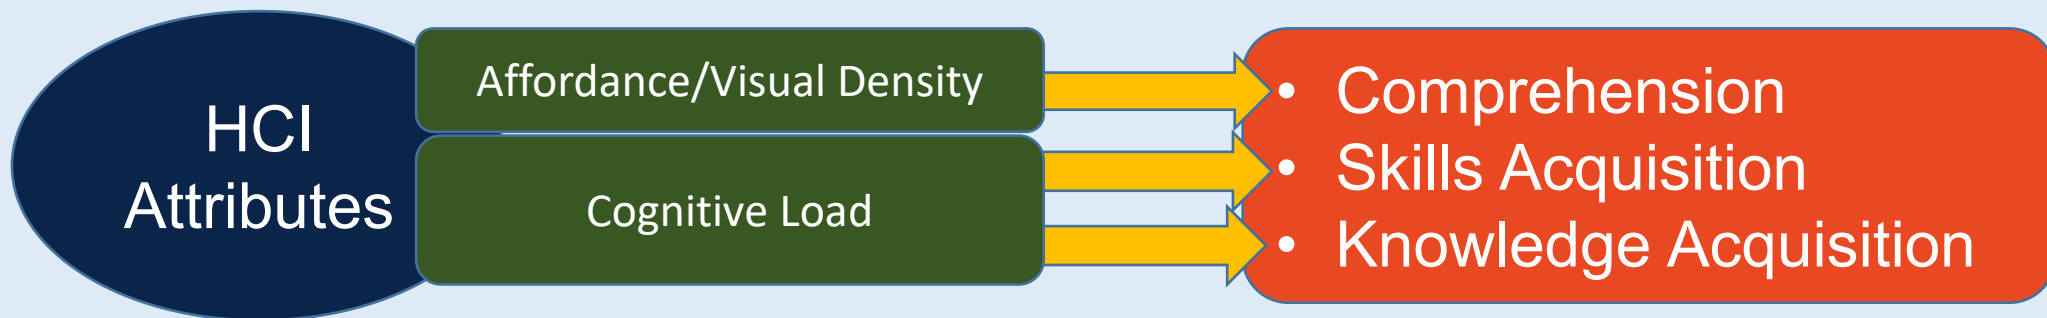 HCI
Attributes
Affordance/Visual Density
Cognitive Load
• Comprehension
• Skills Acquisition
• Knowledge Acquisition